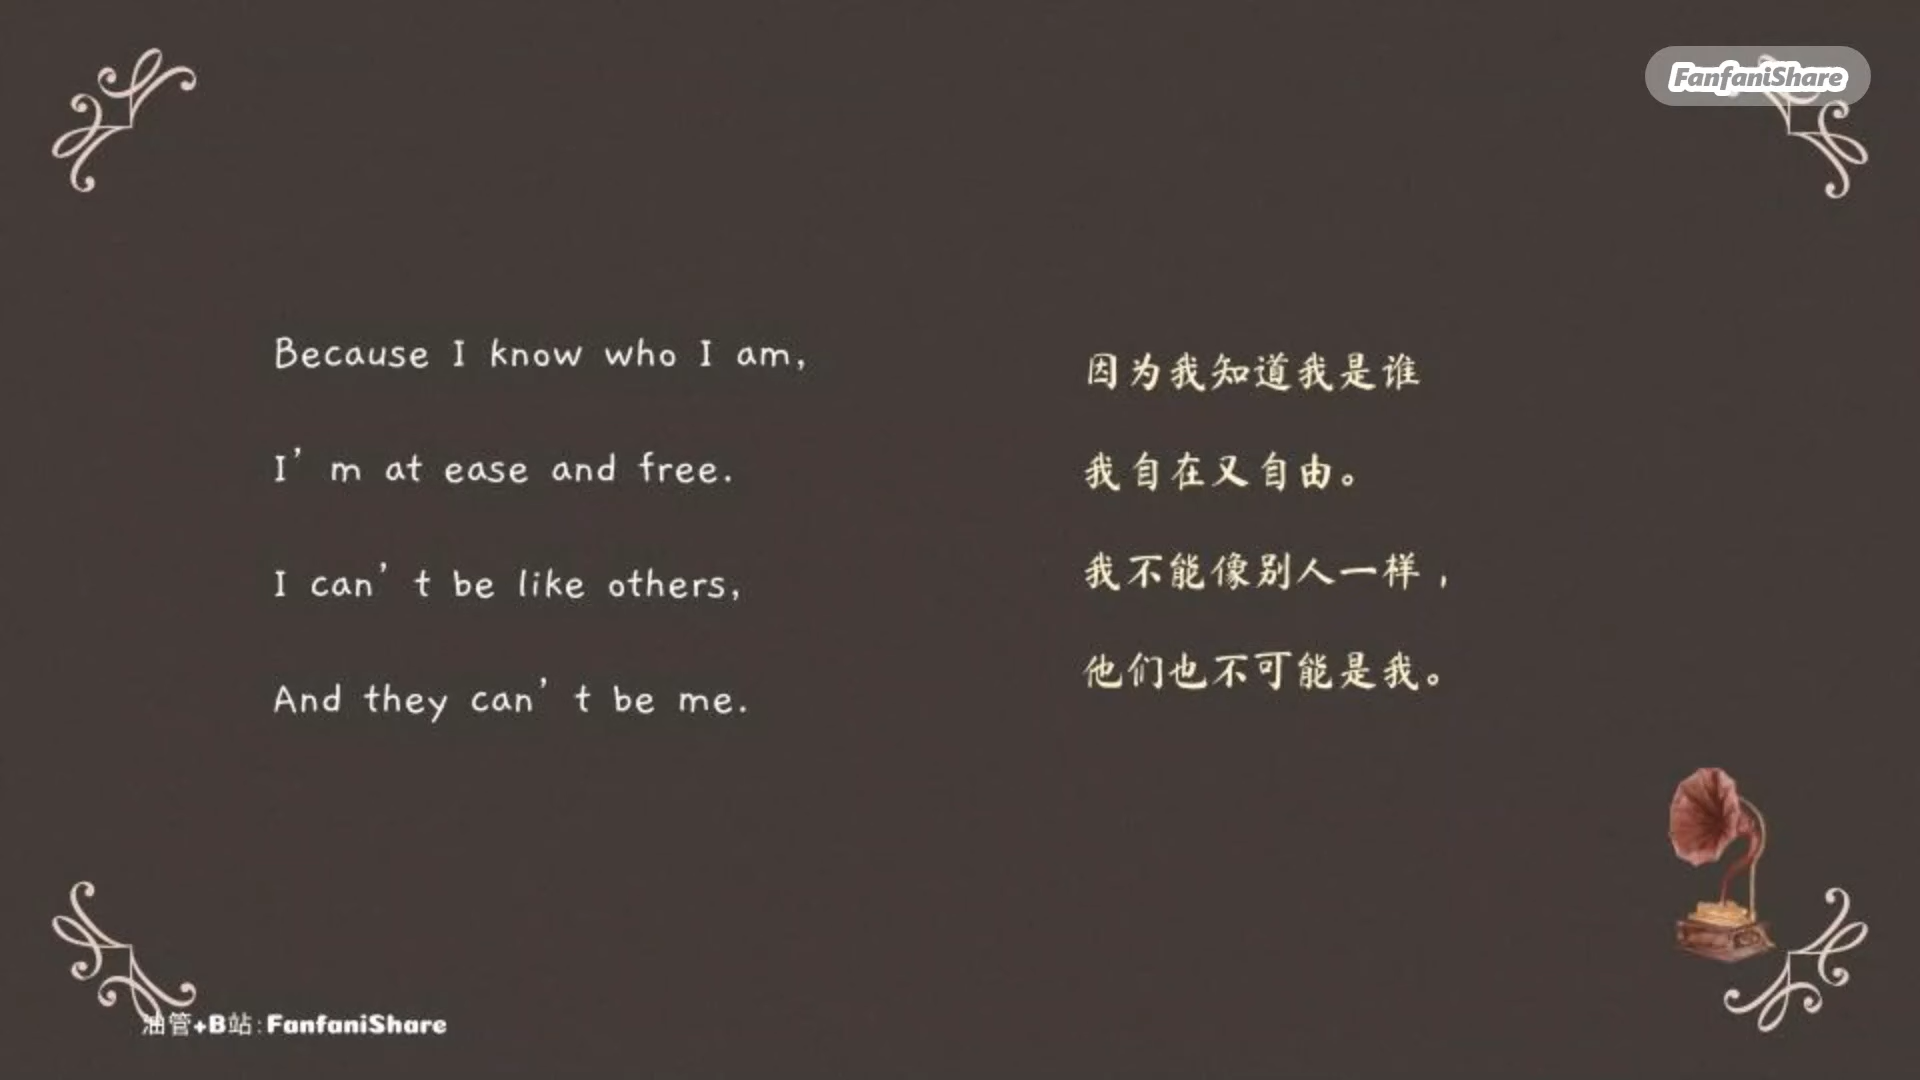 FanfaniShare
Because I know who I am,
I’m at ease and free.
I can’t be like others,
And they can’t be me.
因为我知道我是谁
我自在又自由。
我不能像别人一样，
他们也不可能是我。
油管+B站:FanfaniShare